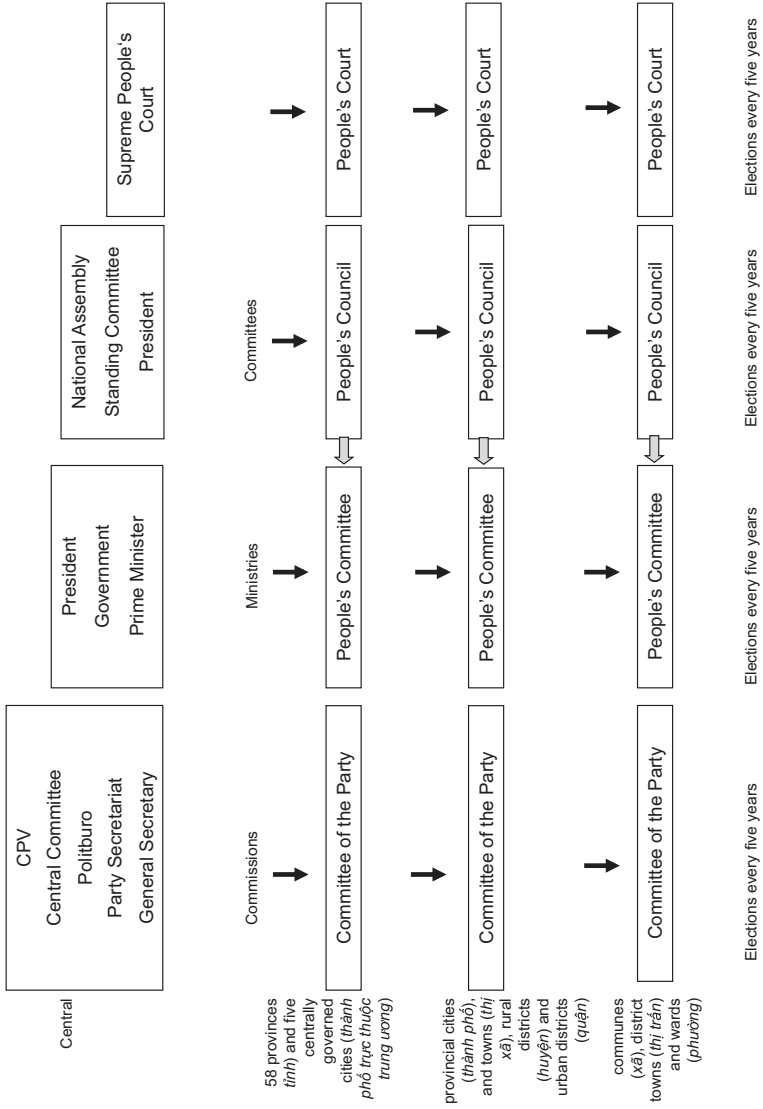 Central
CPV
Central Committee
Politburo
Party Secretariat
General Secretary
President
Government
Prime Minister
National Assembly
Standing Committee
President
Supreme People‘s
Court
58 provinces
tỉnh) and five
centrally
governed
cities (thành
phố trực thuộc
trung ương)
Commissions
Ministries
Committees
Committee of the Party
People’s Committee
People’s Council
People’s Court
provincial cities
(thành phố),
and towns (thị
xã), rural
districts
(huyện) and
urban districts
(quận)
Committee of the Party
People’s Committee
People’s Council
People’s Court
communes
(xã), district
towns (thị trấn)
and wards
(phường)
Committee of the Party
People’s Committee
People’s Council
People’s Court
Elections every five years
Elections every five years
Elections every five years
Elections every five years